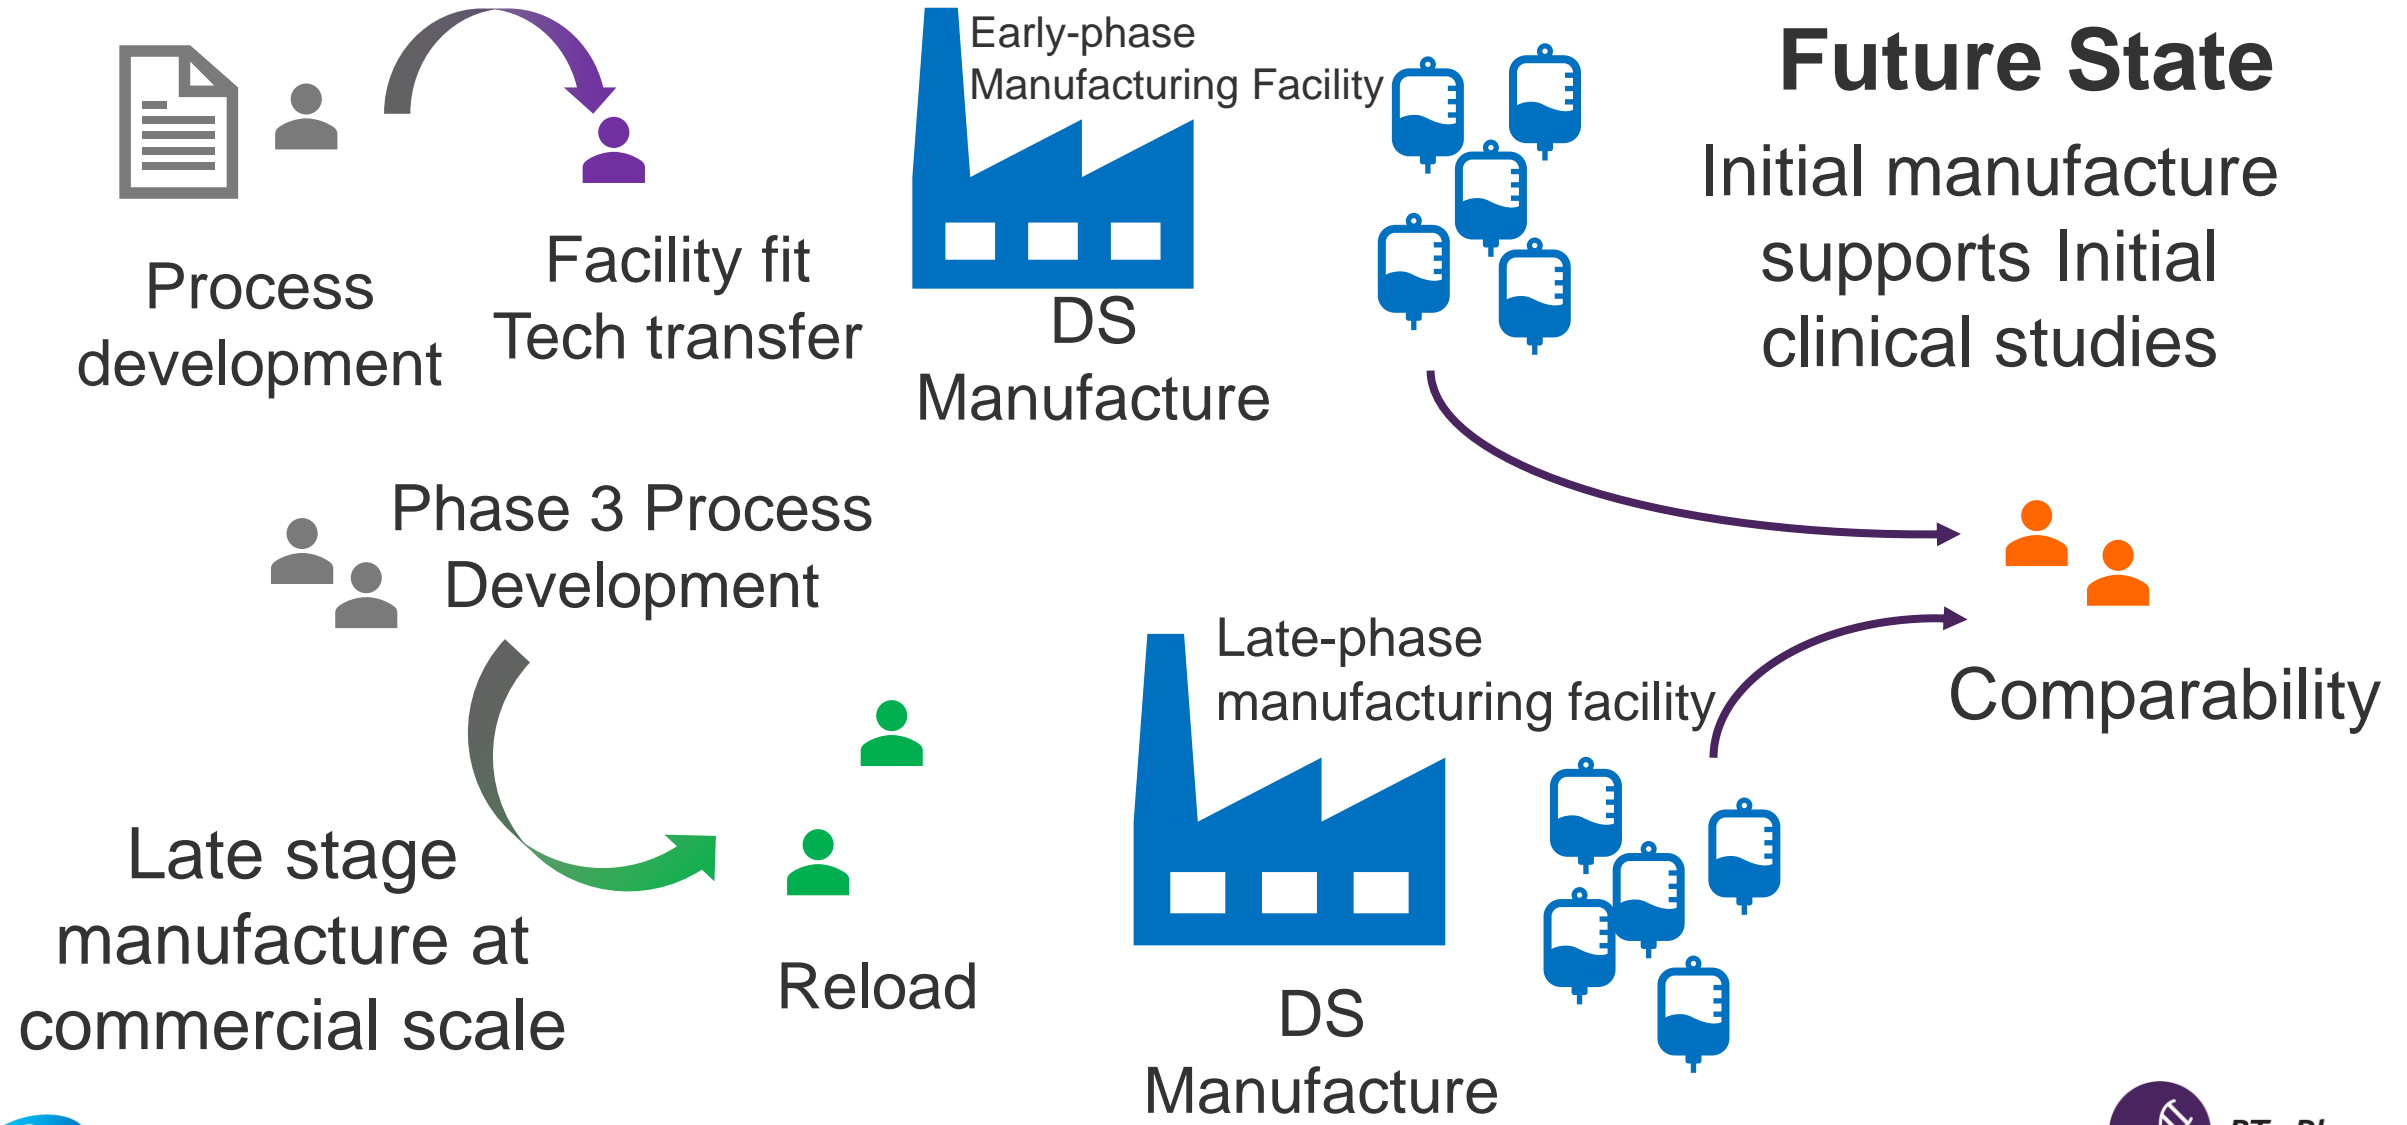 Early-phase
Manufacturing Facility
Future State
Initial manufacture
supports Initial
clinical studies
Process
development
Facility fit
Tech transfer
DS
Manufacture
Phase 3 Process
Development
Late-phase
manufacturing facility
Comparability
Late stage
manufacture at
commercial scale
Reload
DS
Manufacture